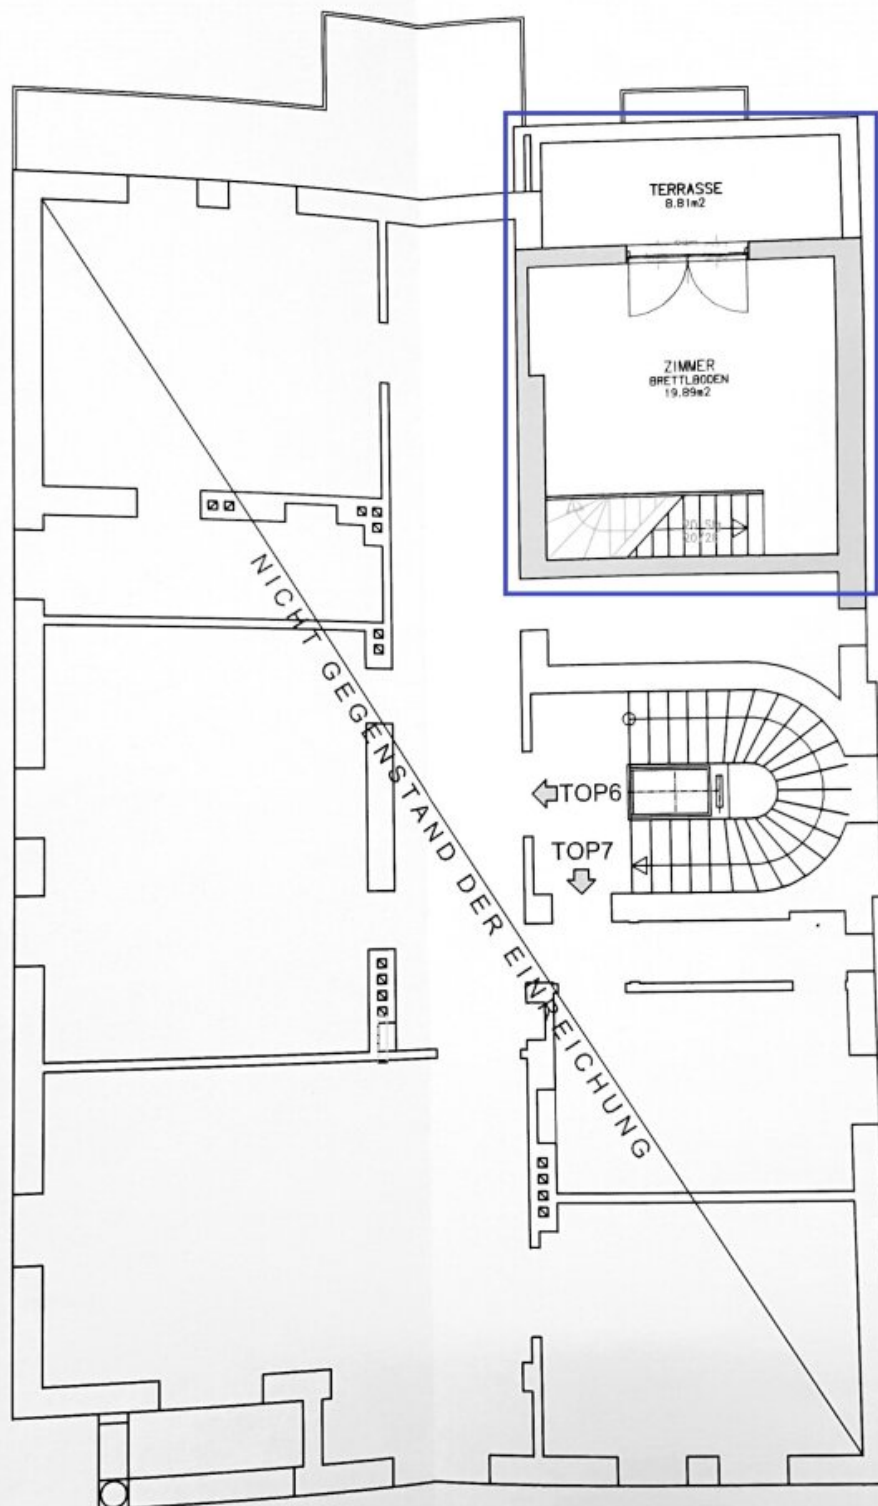 TERRASSE
8.81m2
ZIMMER
BRETTLBODEN
19.89m2
NICHT GEGENSTAND DER EINREICHUNG
TOP6
TOP7